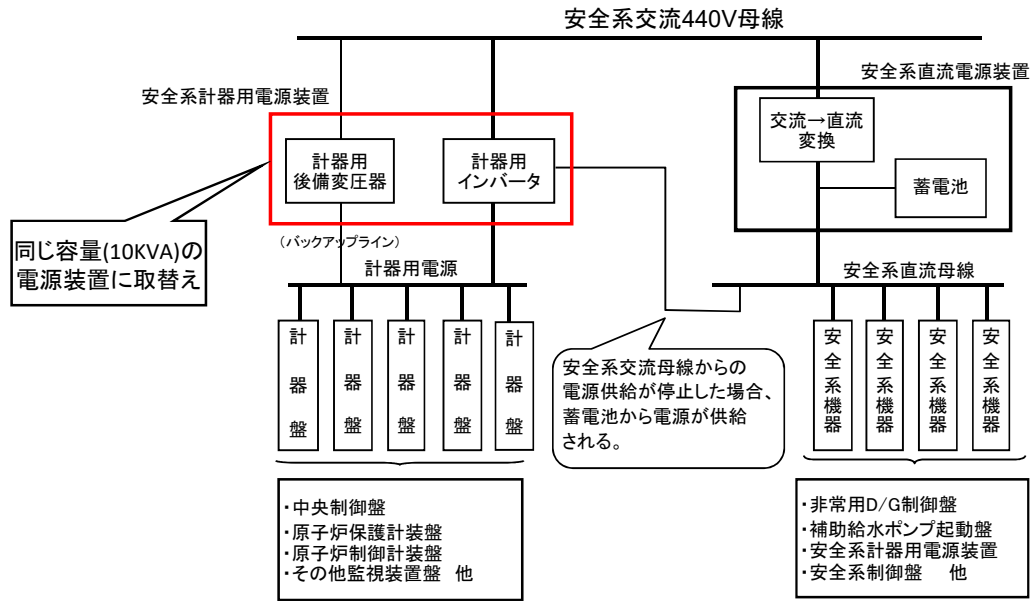 安全系交流440V母線
安全系計器用電源装置
安全系直流電源装置
計器用
後備変圧器
計器用
インバータ
交流→直流
変換
蓄電池
同じ容量(10KVA)の
電源装置に取替え
（バックアップライン）
計器用電源
安全系直流母線
計器盤
計器盤
計器盤
計器盤
計器盤
安全系交流母線からの
電源供給が停止した場合、
蓄電池から電源が供給
される。
安全系機器
安全系機器
安全系機器
安全系機器
・中央制御盤
・原子炉保護計装盤
・原子炉制御計装盤
・その他監視装置盤 他
・非常用D/G制御盤
・補助給水ポンプ起動盤
・安全系計器用電源装置
・安全系制御盤 他